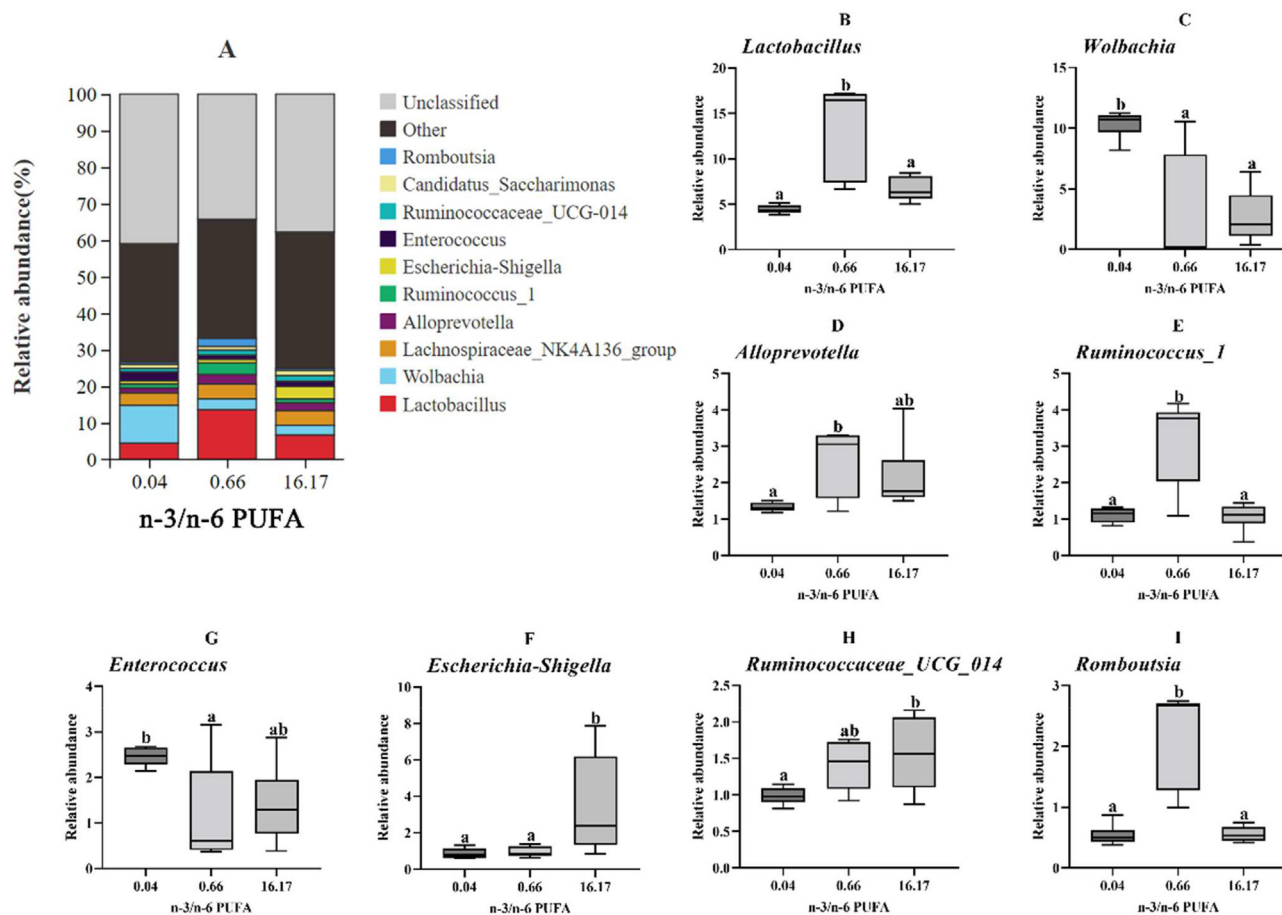 A
Relative abundance(%)
100
90
80
70
60
50
40
30
20
10
0
0.04 0.66 16.17
n-3/n-6 PUFA
Unclassified
Other
Romboutsia
Candidatus_Saccharimonas
Ruminococcaceae_UCG-014
Enterococcus
Escherichia-Shigella
Ruminococcus_1
Alloprevotella
Lachnospiraceae_NK4A136_group
Wolbachia
Lactobacillus
B
Lactobacillus
Relative abundance
20
15
10
5
0
a b a
0.04 0.66 16.17
n-3/n-6 PUFA
C
Wolbachia
Relative abundance
15
10
5
0
b a a
0.04 0.66 16.17
n-3/n-6 PUFA
D
Alloprevotella
Relative abundance
5
4
3
2
1
0
a b ab
0.04 0.66 16.17
n-3/n-6 PUFA
E
Ruminococcus_1
Relative abundance
5
4
3
2
1
0
a b a
0.04 0.66 16.17
n-3/n-6 PUFA
G
Enterococcus
Relative abundance
4
3
2
1
0
b a ab
0.04 0.66 16.17
n-3/n-6 PUFA
F
Escherichia-Shigella
Relative abundance
10
8
6
4
2
0
a a b
0.04 0.66 16.17
n-3/n-6 PUFA
H
Ruminococcaceae_UCG_014
Relative abundance
2.5
2.0
1.5
1.0
0.5
0.0
a ab b
0.04 0.66 16.17
n-3/n-6 PUFA
I
Romboutsia
Relative abundance
3
2
1
0
a b a
0.04 0.66 16.17
n-3/n-6 PUFA